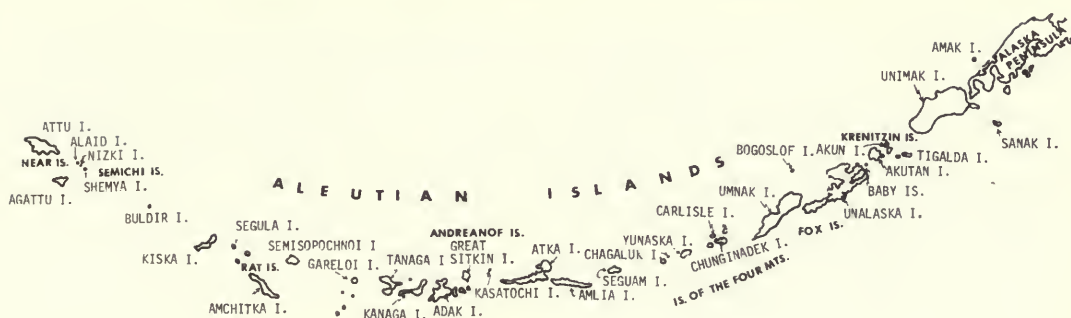 AMAK I.
ALASKA
PENINSULA
UNIMAK I.
SANAK I.
ATTU I.
ALAID I.
NIZKI I.
NEAR IS.
SEMICHI IS.
SHEMYA I.
AGATTU I.
KRENITZIN IS.
BOGOSLOF I.
AKUN I.
TIGALDA I.
AKUTAN I.
BABY IS.
ALEUTIAN ISLANDS
UMNAK I.
UNALASKA I.
BULDIR I.
CARLISLE I.
FOX IS.
SEGULA I.
ANDREANOF IS.
YUNASKA I.
KISKA I.
SEMISOPOCHNOI I
GREAT
SITKIN I.
ATKA I.
CHAGALUK I.
CHUNGINADEK I.
RAT IS.
GARELOI I.
TANAGA I
SEGUAM I.
IS. OF THE FOUR MTS.
AMCHITKA I.
KANAGA I.
ADAK I.
KASATOCHI I.
AMLIA I.